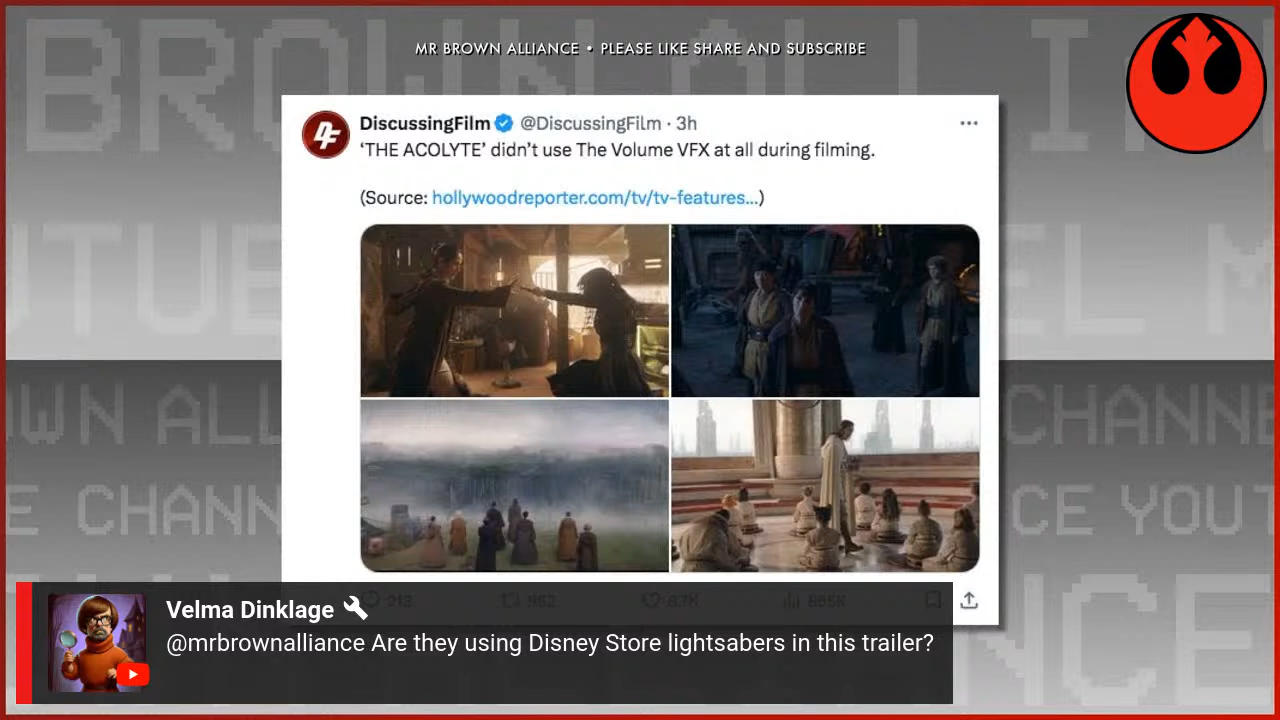 MR BROWN ALLIANCE • PLEASE LIKE SHARE AND SUBSCRIBE
DiscussingFilm @DiscussingFilm · 3h
‘THE ACOLYTE’ didn’t use The Volume VFX at all during filming.
(Source: hollywoodreporter.com/tv/tv-features...)
Velma Dinklage
@mrbrownalliance Are they using Disney Store lightsabers in this trailer?